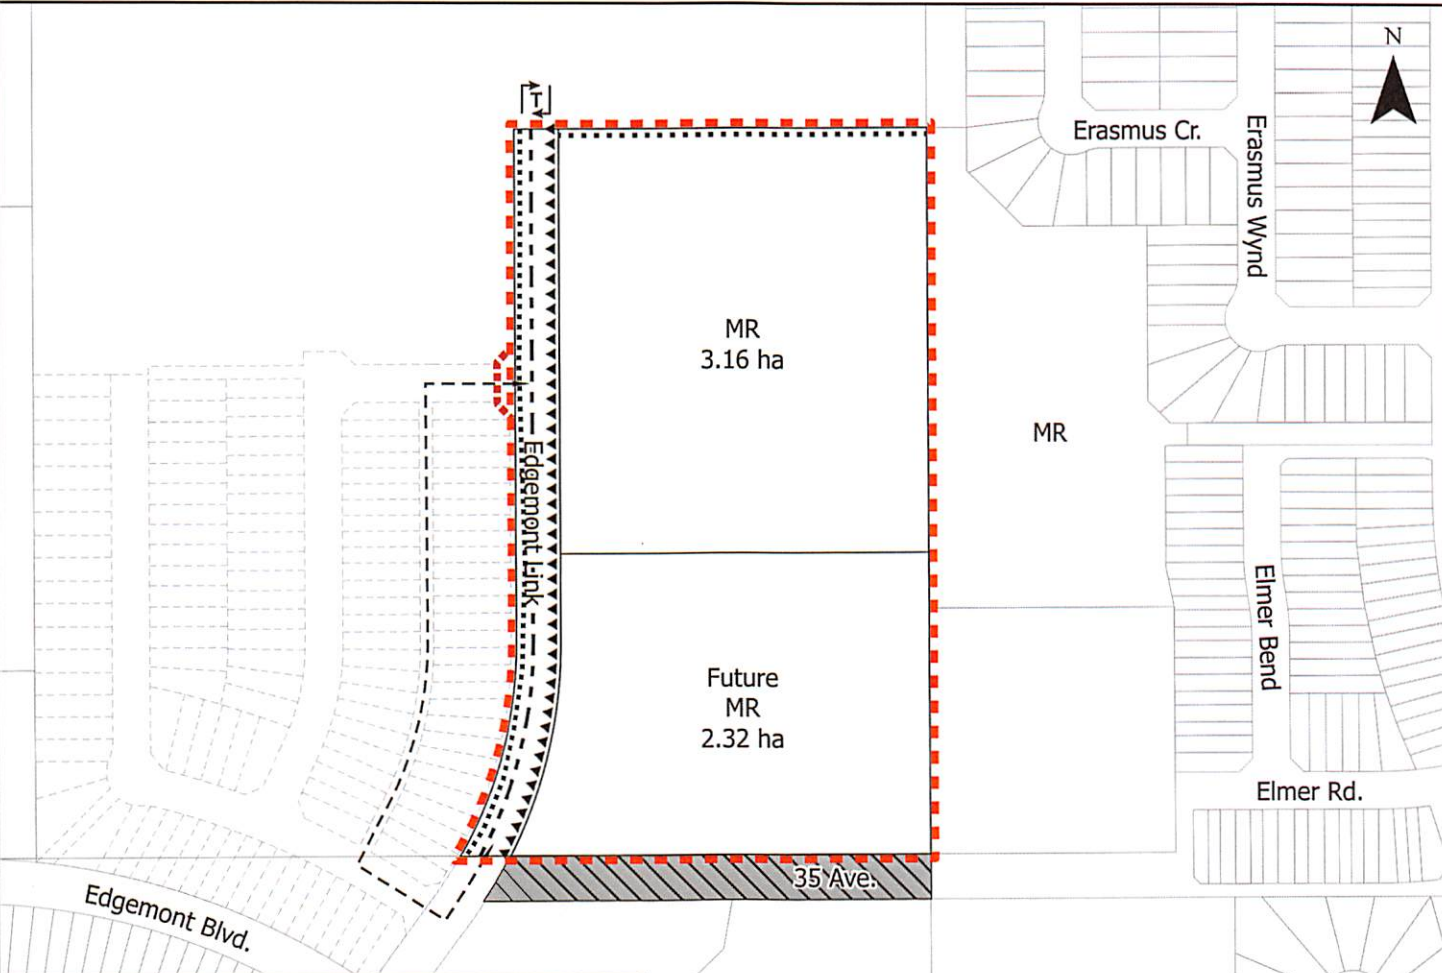 N
T
Erasmus Cr.
Erasmus Wynd
MR
3.16 ha
MR
Edgemont Link
Elmer Bend
Future
MR
2.32 ha
Elmer Rd.
35 Ave.
Edgemont Blvd.